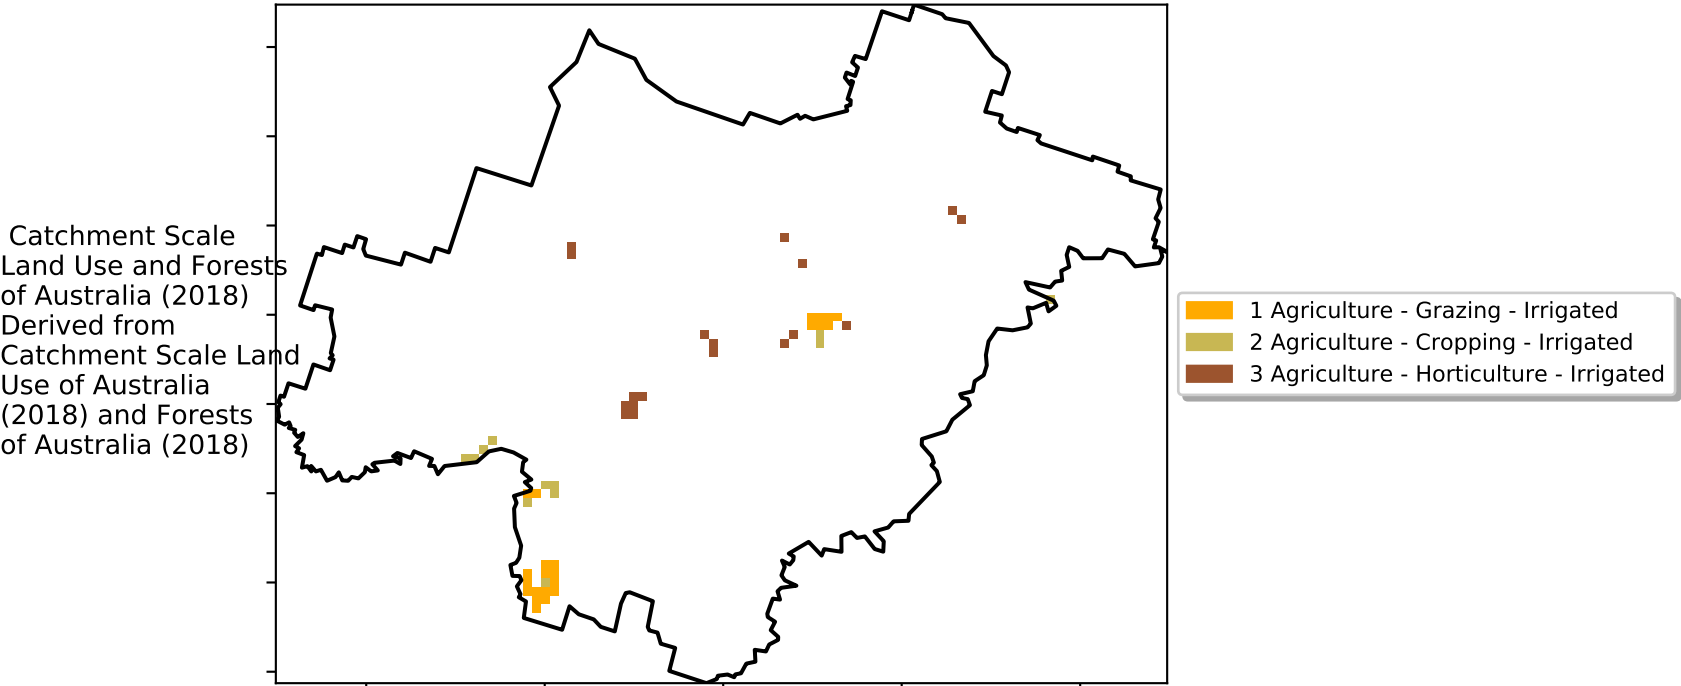 Catchment Scale
Land Use and Forests
of Australia (2018)
Derived from
Catchment Scale Land
Use of Australia
(2018) and Forests
of Australia (2018)
1 Agriculture - Grazing - Irrigated
2 Agriculture - Cropping - Irrigated
3 Agriculture - Horticulture - Irrigated